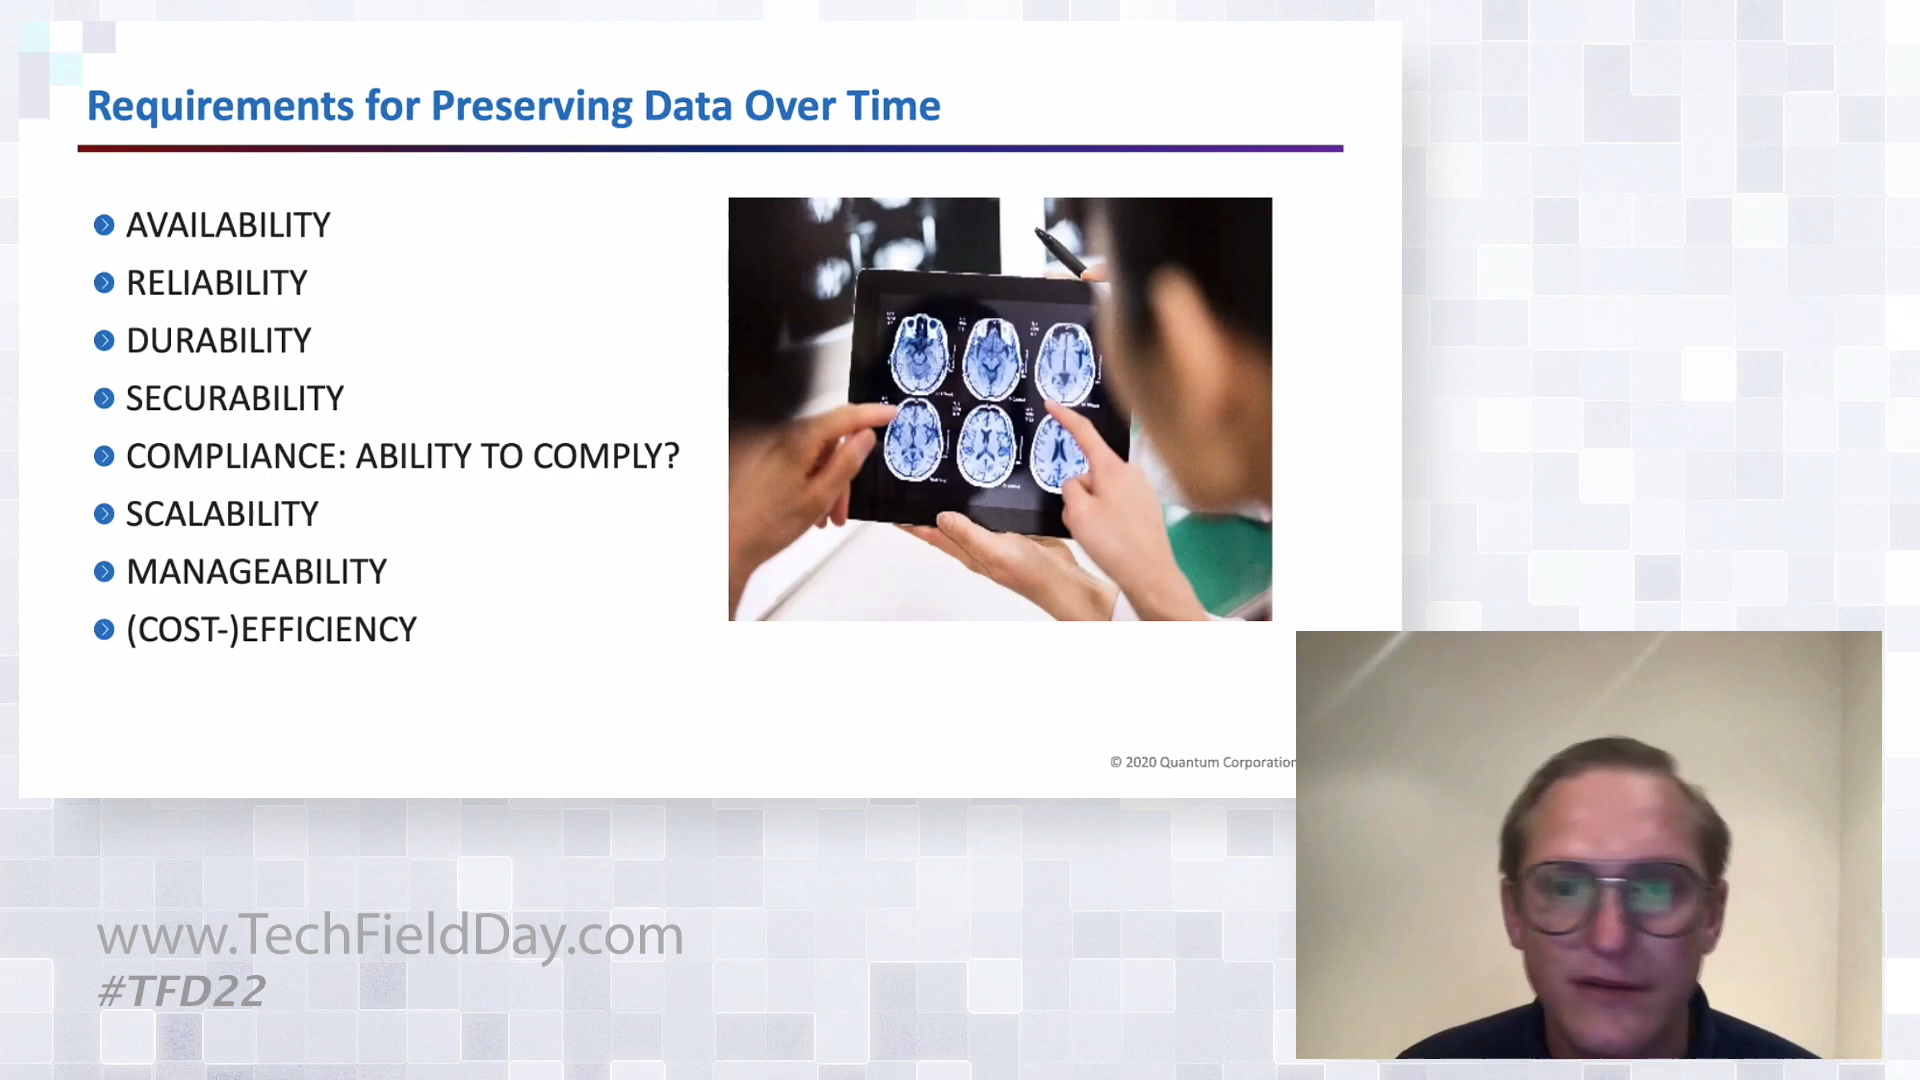 Requirements for Preserving Data Over Time
AVAILABILITY
RELIABILITY
DURABILITY
SECURABILITY
COMPLIANCE: ABILITY TO COMPLY?
SCALABILITY
MANAGEABILITY
(COST-)EFFICIENCY
© 2020 Quantum Corporation
www.TechFieldDay.com
#TFD22